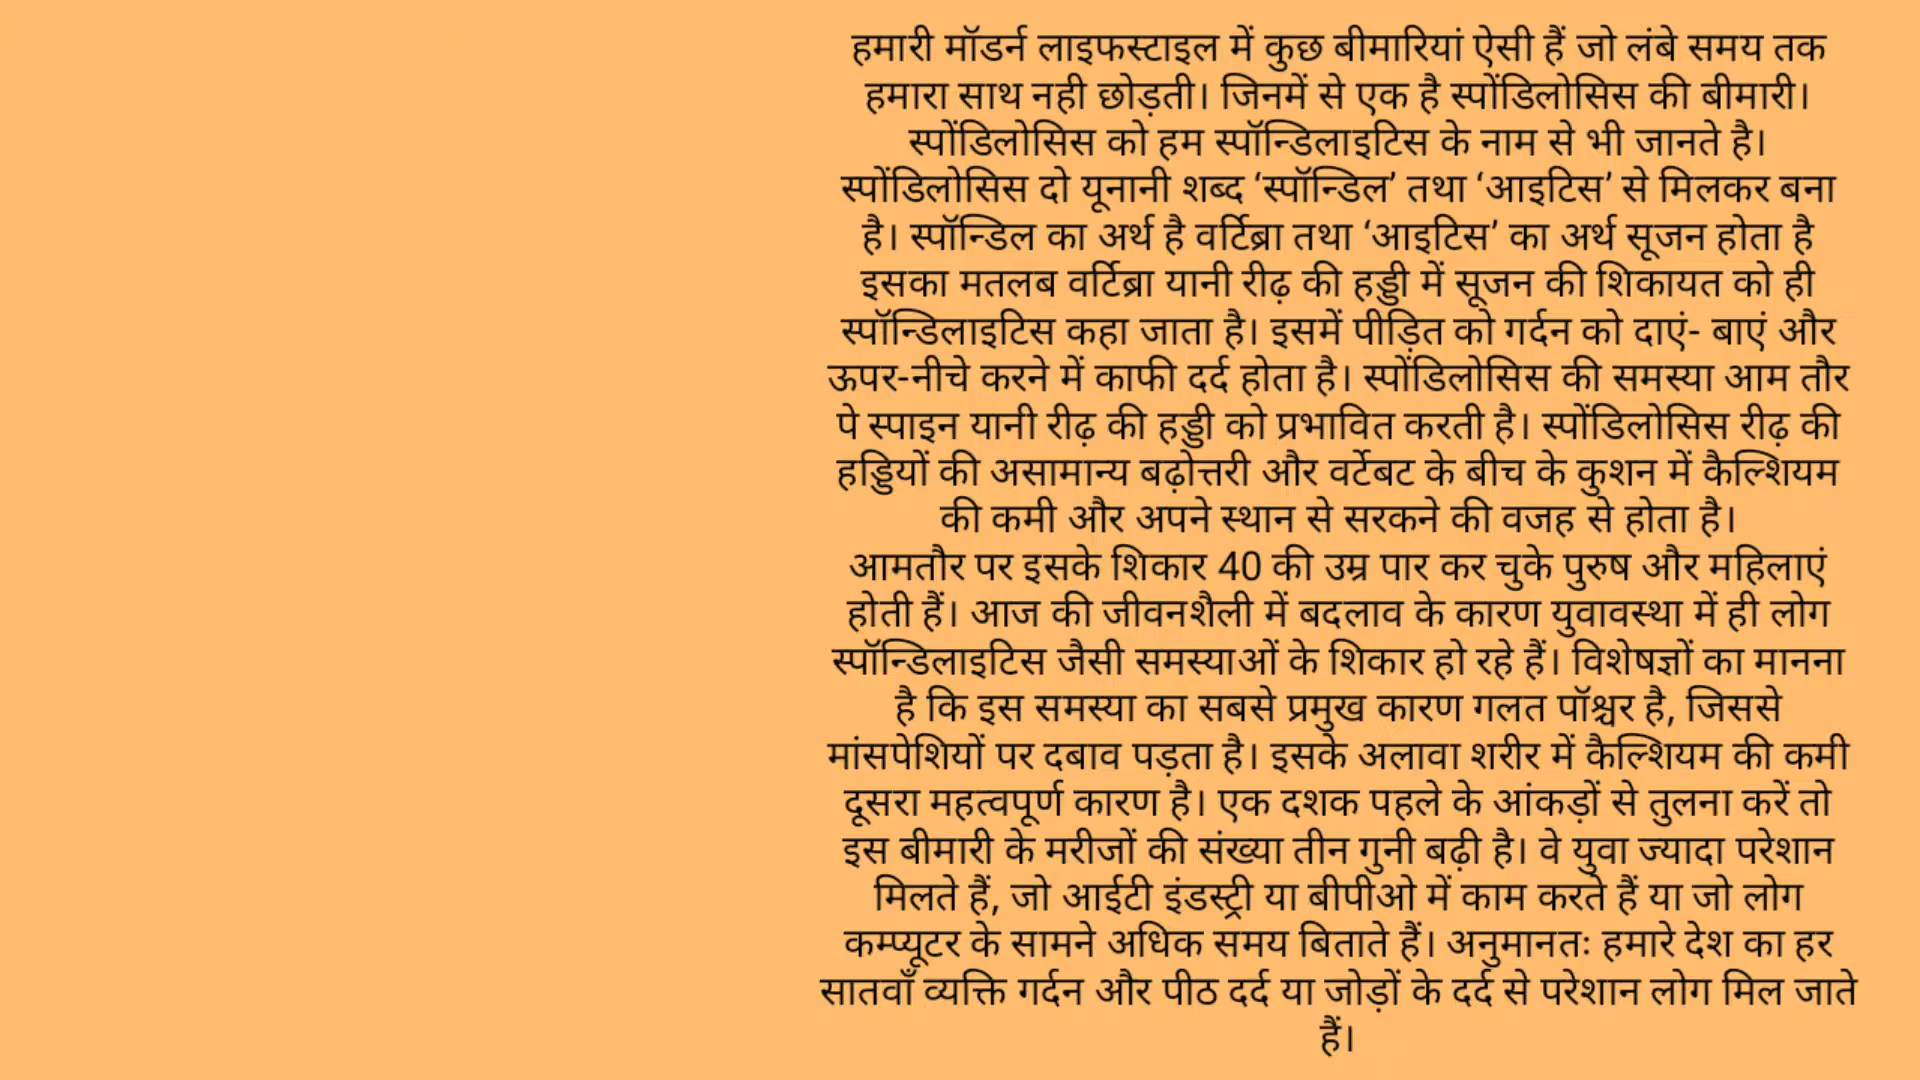 हमारी मॉडर्न लाइफस्टाइल में कुछ बीमारियां ऐसी हैं जो लंबे समय तक
हमारा साथ नही छोड़ती। जिनमें से एक है स्पोंडिलोसिस की बीमारी।
स्पोंडिलोसिस को हम स्पॉन्डिलाइटिस के नाम से भी जानते है।
स्पोंडिलोसिस दो यूनानी शब्द ‘स्पॉन्डिल’ तथा ‘आइटिस’ से मिलकर बना
है। स्पॉन्डिल का अर्थ है वर्टिब्रा तथा ‘आइटिस’ का अर्थ सूजन होता है
इसका मतलब वर्टिब्रा यानी रीढ़ की हड्डी में सूजन की शिकायत को ही
स्पॉन्डिलाइटिस कहा जाता है। इसमें पीड़ित को गर्दन को दाएं- बाएं और
ऊपर-नीचे करने में काफी दर्द होता है। स्पोंडिलोसिस की समस्या आम तौर
पे स्पाइन यानी रीढ़ की हड्डी को प्रभावित करती है। स्पोंडिलोसिस रीढ़ की
हड्डियों की असामान्य बढ़ोत्तरी और वर्टेबट के बीच के कुशन में कैल्शियम
की कमी और अपने स्थान से सरकने की वजह से होता है।
आमतौर पर इसके शिकार 40 की उम्र पार कर चुके पुरुष और महिलाएं
होती हैं। आज की जीवनशैली में बदलाव के कारण युवावस्था में ही लोग
स्पॉन्डिलाइटिस जैसी समस्याओं के शिकार हो रहे हैं। विशेषज्ञों का मानना
है कि इस समस्या का सबसे प्रमुख कारण गलत पॉश्चर है, जिससे
मांसपेशियों पर दबाव पड़ता है। इसके अलावा शरीर में कैल्शियम की कमी
दूसरा महत्वपूर्ण कारण है। एक दशक पहले के आंकड़ों से तुलना करें तो
इस बीमारी के मरीजों की संख्या तीन गुनी बढ़ी है। वे युवा ज्यादा परेशान
मिलते हैं, जो आईटी इंडस्ट्री या बीपीओ में काम करते हैं या जो लोग
कम्प्यूटर के सामने अधिक समय बिताते हैं। अनुमानतः हमारे देश का हर
सातवाँ व्यक्ति गर्दन और पीठ दर्द या जोड़ों के दर्द से परेशान लोग मिल जाते
हैं।